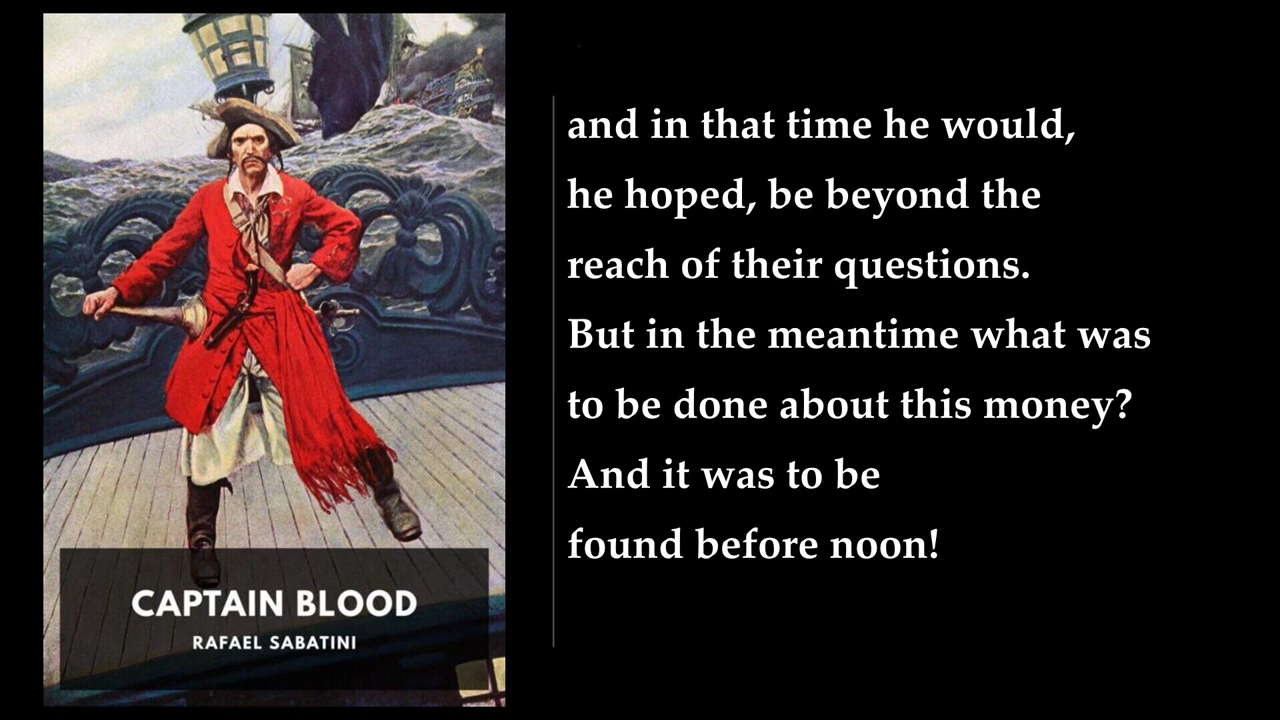 CAPTAIN BLOOD
RAFAEL SABATINI
and in that time he would,
he hoped, be beyond the
reach of their questions.
But in the meantime what was
to be done about this money?
And it was to be
found before noon!